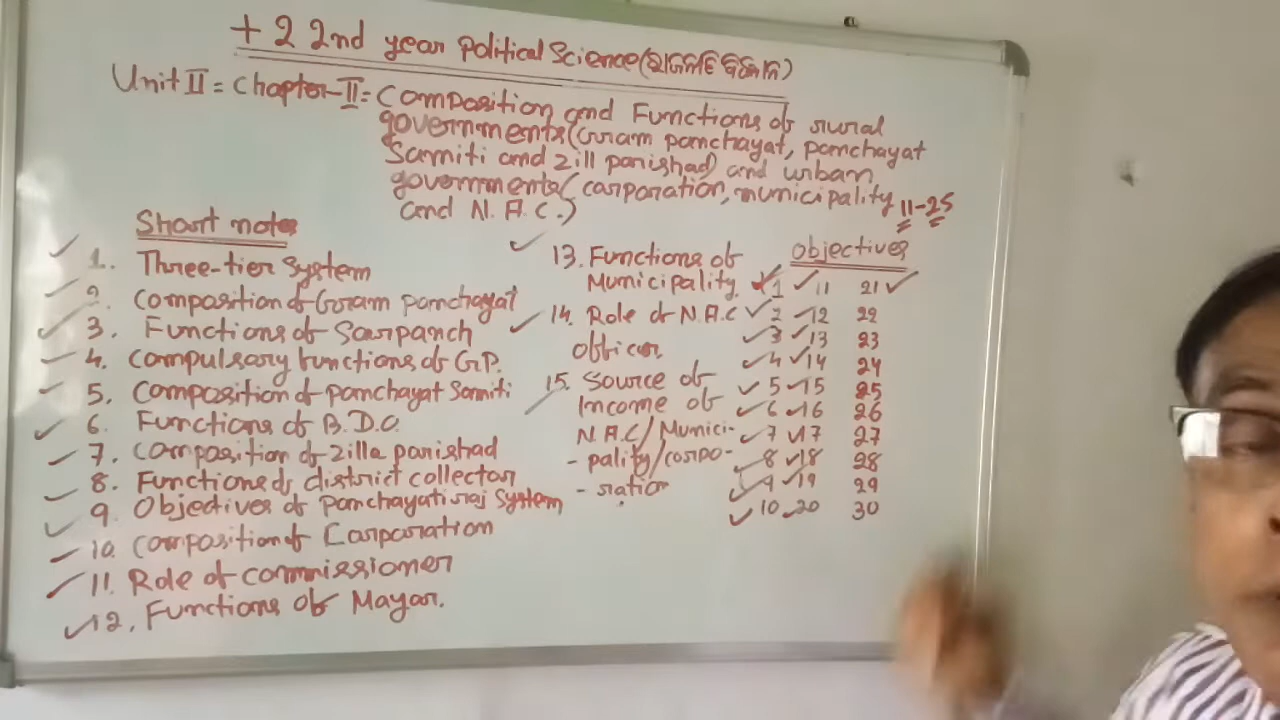 +2 2nd year Political Science (ରାଜନୀତି ବିଜ୍ଞାନ)
Unit II = Chapter-II = Composition and Functions of rural
governments (Gram panchayat, panchayat
Samiti and Zill parishad) and urban
governments (corporation, municipality
and N.A.C.)
11-25
Short notes
1. Three-tier System
2. Composition of Gram panchayat
3. Functions of Sarpanch
4. Compulsary functions of G.P.
5. Composition of panchayat Samiti
6. Functions of B.D.O.
7. Composition of Zilla parishad
8. Functions of district collector
9. Objectives of panchayatiraj System
10. Composition of Corporation
11. Role of commissioner
12. Functions of Mayor.
13. Functions of
Municipality.
14. Role of N.A.C
Officer
15. Source of
Income of
N.A.C/Munici-
- pality/corpo-
- ration
Objectives
1 11 21
2 12 22
3 13 23
4 14 24
5 15 25
6 16 26
7 17 27
8 18 28
9 19 29
10 20 30